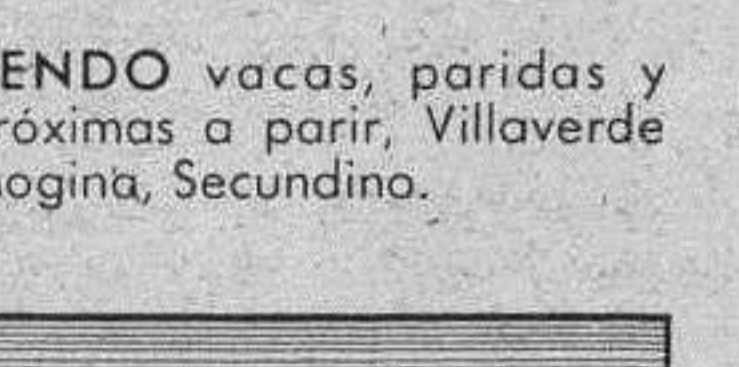 ENDO vacas, paridas y
róximas a parir, Villaverde
ogina, Secundino.